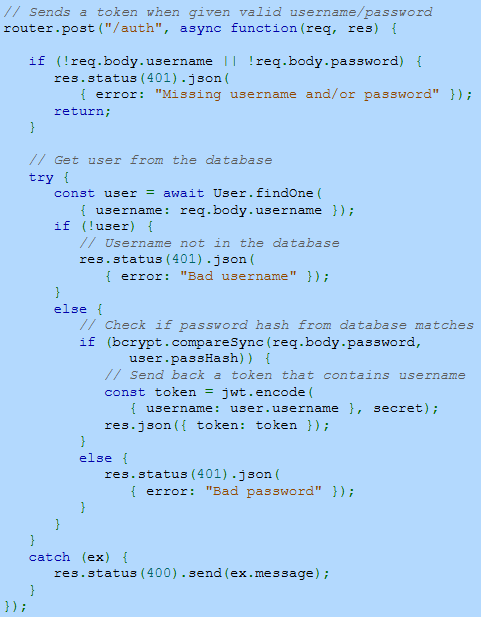 // Sends a token when given valid username/password
router.post("/auth", async function(req, res) {
if (!req.body.username || !req.body.password) {
res.status(401).json(
{ error: "Missing username and/or password" });
return;
}
// Get user from the database
try {
const user = await User.findOne(
{ username: req.body.username });
if (!user) {
// Username not in the database
res.status(401).json(
{ error: "Bad username" });
}
else {
// Check if password hash from database matches
if (bcrypt.compareSync(req.body.password,
user.passHash)) {
// Send back a token that contains username
const token = jwt.encode(
{ username: user.username }, secret);
res.json({ token: token });
}
else {
res.status(401).json(
{ error: "Bad password" });
}
}
}
catch (ex) {
res.status(400).send(ex.message);
}
});